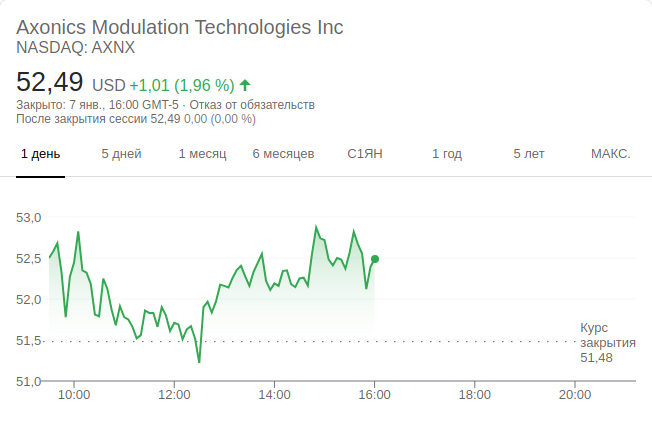 Axonics Modulation Technologies Inc
NASDAQ: AXNX
52,49 USD +1,01 (1,96 %)
Закрыто: 7 янв., 16:00 GMT-5 · Отказ от обязательств
После закрытия сессии 52,49 0,00 (0,00 %)
1 день 5 дней 1 месяц 6 месяцев С1ЯН 1 год 5 лет МАКС.
53,0
52,5
52,0
51,5
51,0
Курс
закрытия
51,48
10:00 12:00 14:00 16:00 18:00 20:00